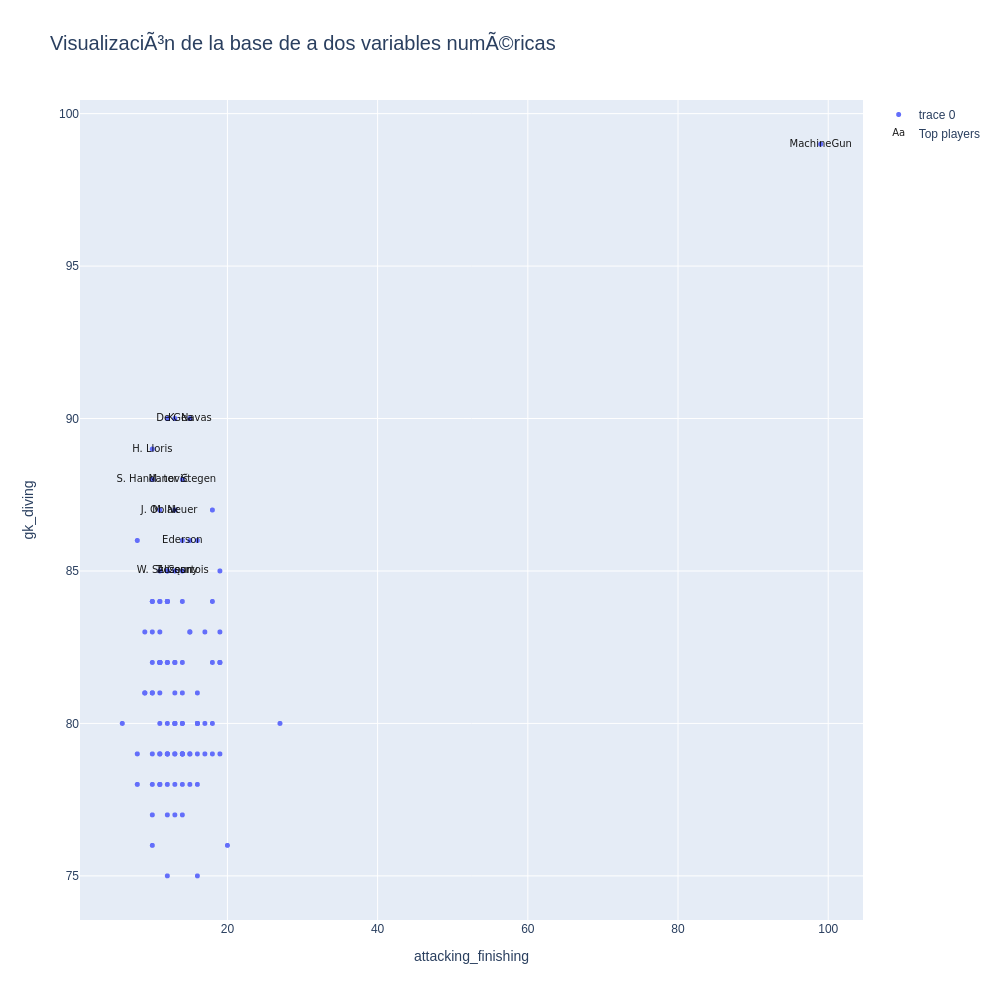 VisualizaciÃ³n de la base de a dos variables numÃ©ricas
100
trace 0
Aa Top players
MachineGun
95
90
H. Lloris
Ederson
85
80
75
gk_diving
20 40 60 80 100
attacking_finishing